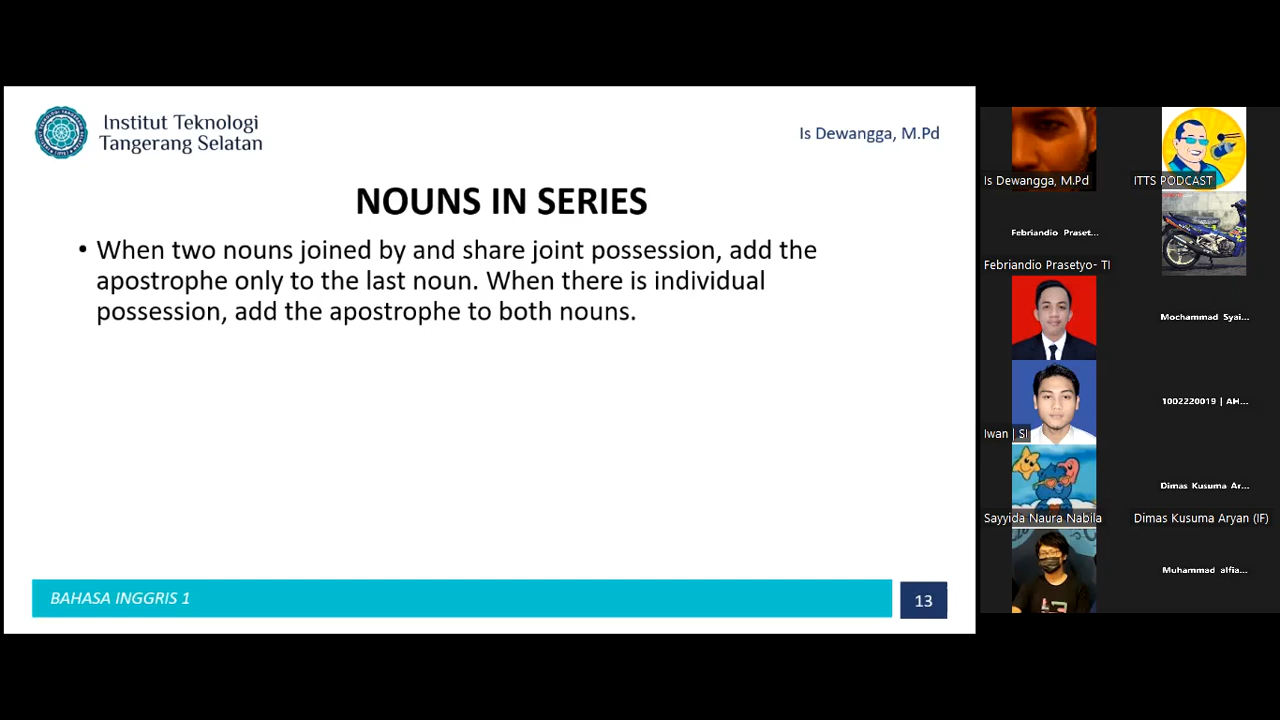 Institut Teknologi
Tangerang Selatan
Is Dewangga, M.Pd
NOUNS IN SERIES
• When two nouns joined by and share joint possession, add the
apostrophe only to the last noun. When there is individual
possession, add the apostrophe to both nouns.
BAHASA INGGRIS 1
13
Is Dewangga, M.Pd
ITTS PODCAST
Febriandio Praset...
Febriandio Prasetyo- TI
Mochammad Syai...
1002220019 | AH...
Iwan | SI
Dimas Kusuma Ar...
Sayyida Naura Nabila
Dimas Kusuma Aryan (IF)
Muhammad alfia...